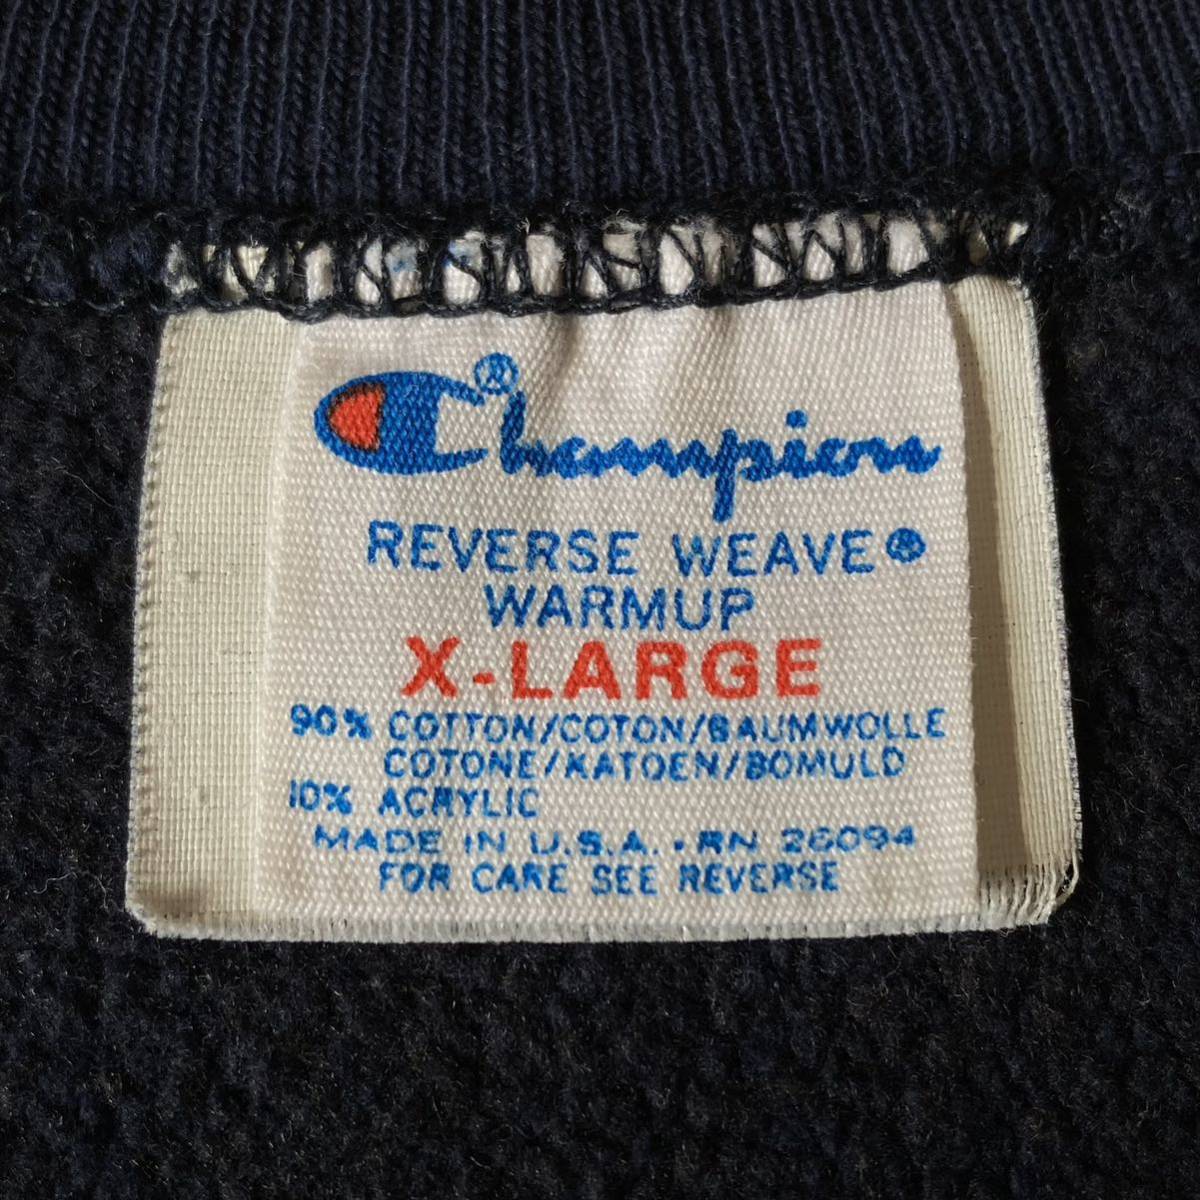 Champion®
REVERSE WEAVE®
WARMUP
X-LARGE
90% COTTON/COTON/BAUMWOLLE
COTONE/KATOEN/BOMULD
10% ACRYLIC
MADE IN U.S.A. • RN 26094
FOR CARE SEE REVERSE